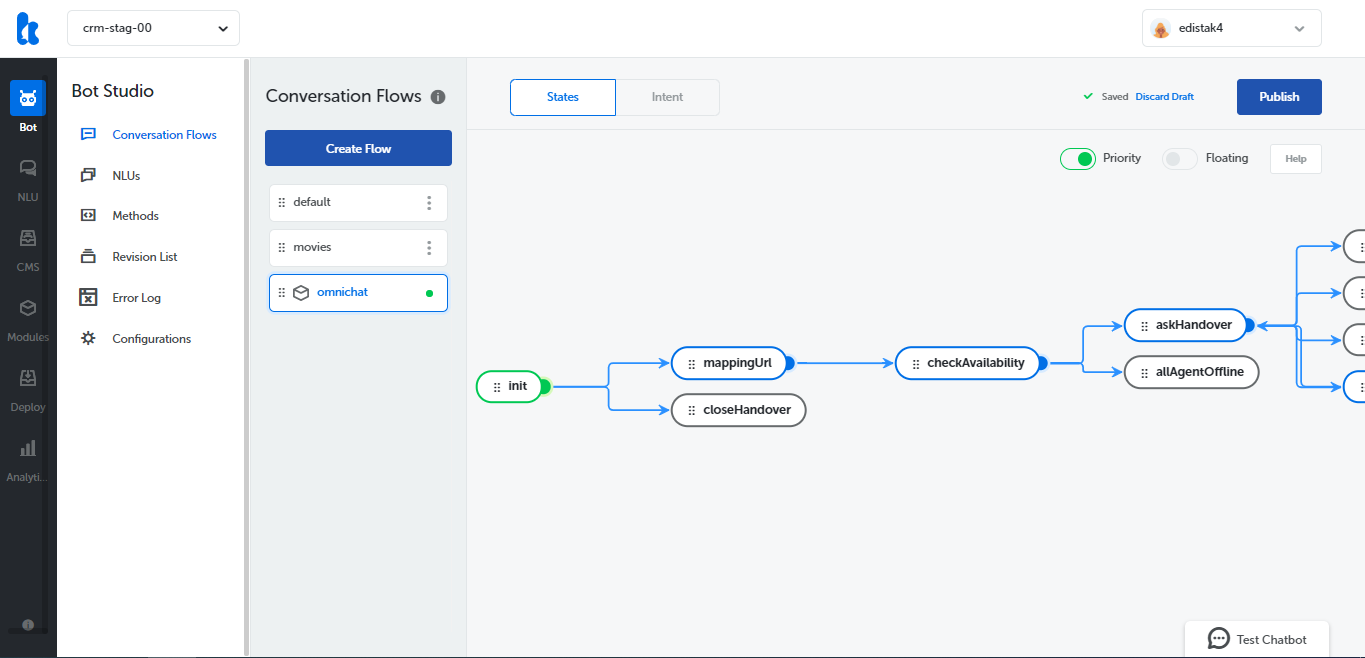 crm-stag-00
edistak4
Bot
NLU
CMS
Modules
Deploy
Analyti...
Bot Studio
Conversation Flows
NLUs
Methods
Revision List
Error Log
Configurations
Conversation Flows
Create Flow
default
movies
omnichat
States
Intent
Saved Discard Draft
Publish
Priority
Floating
Help
init
mappingUrl
closeHandover
checkAvailability
askHandover
allAgentOffline
Test Chatbot